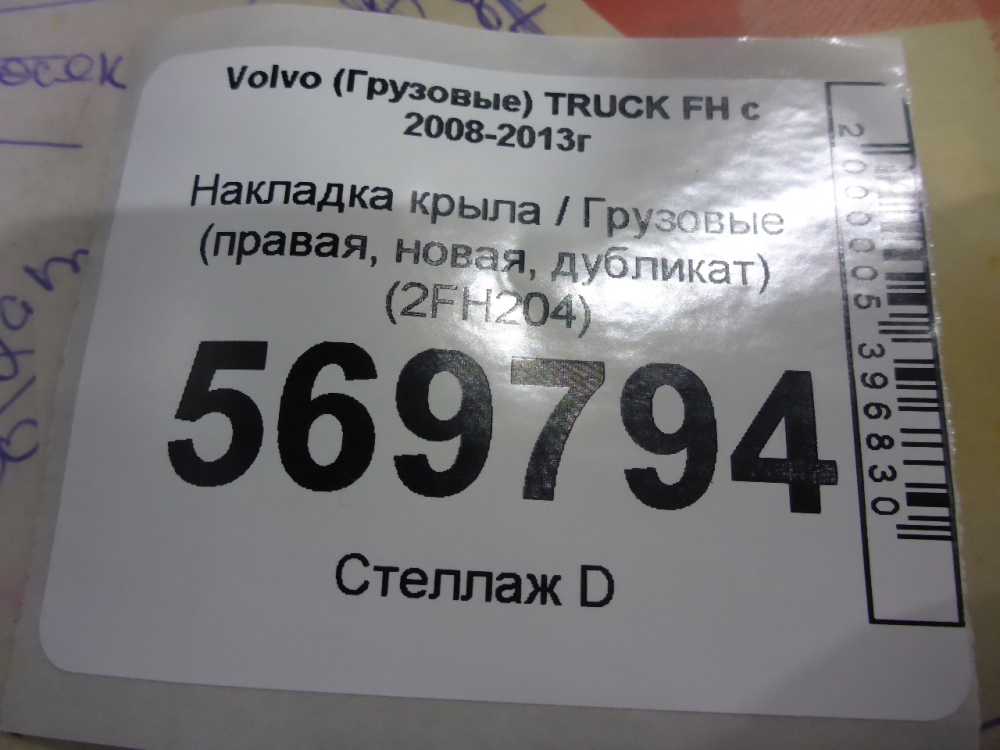 Volvo (Грузовые) TRUCK FH с
2008-2013г
Накладка крыла / Грузовые
(правая, новая, дубликат)
(2FH204)
569794
Стеллаж D
2000005396830